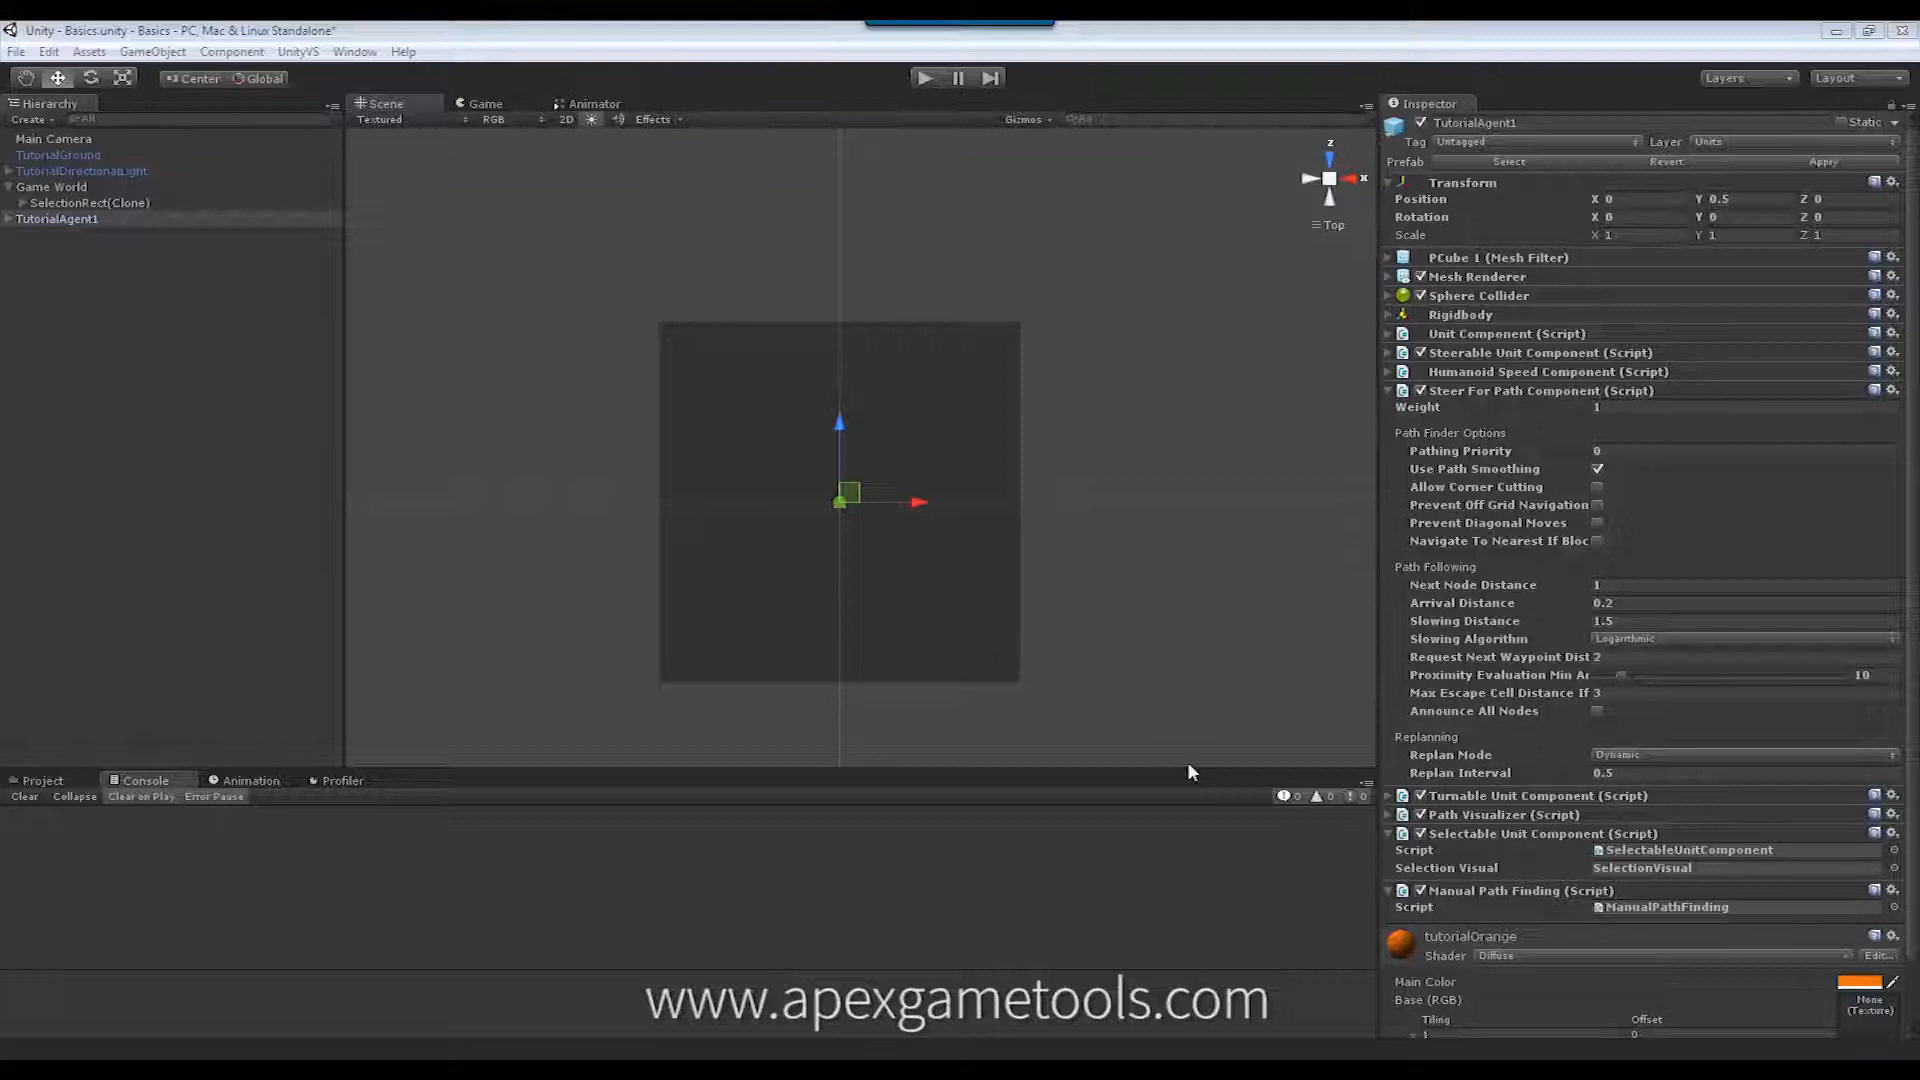 Unity - Basics.unity - Basics - PC, Mac & Linux Standalone*
File Edit Assets GameObject Component UnityVS Window Help
Center Global Layers Layout
Hierarchy
Create All
Main Camera
TutorialGround
TutorialDirectionalLight
Game World
SelectionRect(Clone)
TutorialAgent1
Scene Game Animator
Textured RGB 2D Effects Gizmos All
z
x
Top
Project Console Animation Profiler
Clear Collapse Clear on Play Error Pause 0 0 0
www.apexgametools.com
Inspector
TutorialAgent1 Static
Tag Untagged Layer Units
Prefab Select Revert Apply
Transform
Position X 0 Y 0.5 Z 0
Rotation X 0 Y 0 Z 0
Scale X 1 Y 1 Z 1
PCube 1 (Mesh Filter)
Mesh Renderer
Sphere Collider
Rigidbody
Unit Component (Script)
Steerable Unit Component (Script)
Humanoid Speed Component (Script)
Steer For Path Component (Script)
Weight 1
Path Finder Options
Pathing Priority 0
Use Path Smoothing
Allow Corner Cutting
Prevent Off Grid Navigation
Prevent Diagonal Moves
Navigate To Nearest If Bloc
Path Following
Next Node Distance 1
Arrival Distance 0.2
Slowing Distance 1.5
Slowing Algorithm Logarithmic
Request Next Waypoint Dist 2
Proximity Evaluation Min Ar 10
Max Escape Cell Distance If 3
Announce All Nodes
Replanning
Replan Mode Dynamic
Replan Interval 0.5
Turnable Unit Component (Script)
Path Visualizer (Script)
Selectable Unit Component (Script)
Script SelectableUnitComponent
Selection Visual SelectionVisual
Manual Path Finding (Script)
Script ManualPathFinding
tutorialOrange
Shader Diffuse Edit...
Main Color
Base (RGB) None
(Texture)
Tiling Offset
x 1 0